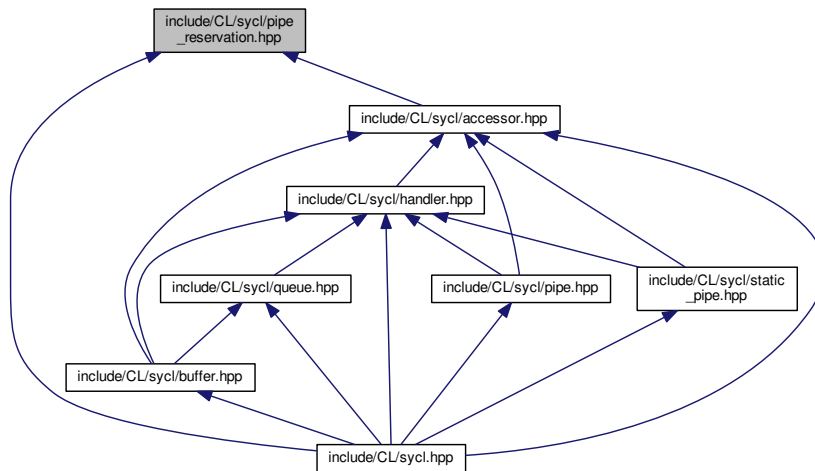 include/CL/sycl/pipe
_reservation.hpp
include/CL/sycl/accessor.hpp
include/CL/sycl/handler.hpp
include/CL/sycl/queue.hpp
include/CL/sycl/pipe.hpp
include/CL/sycl/static
_pipe.hpp
include/CL/sycl/buffer.hpp
include/CL/sycl.hpp